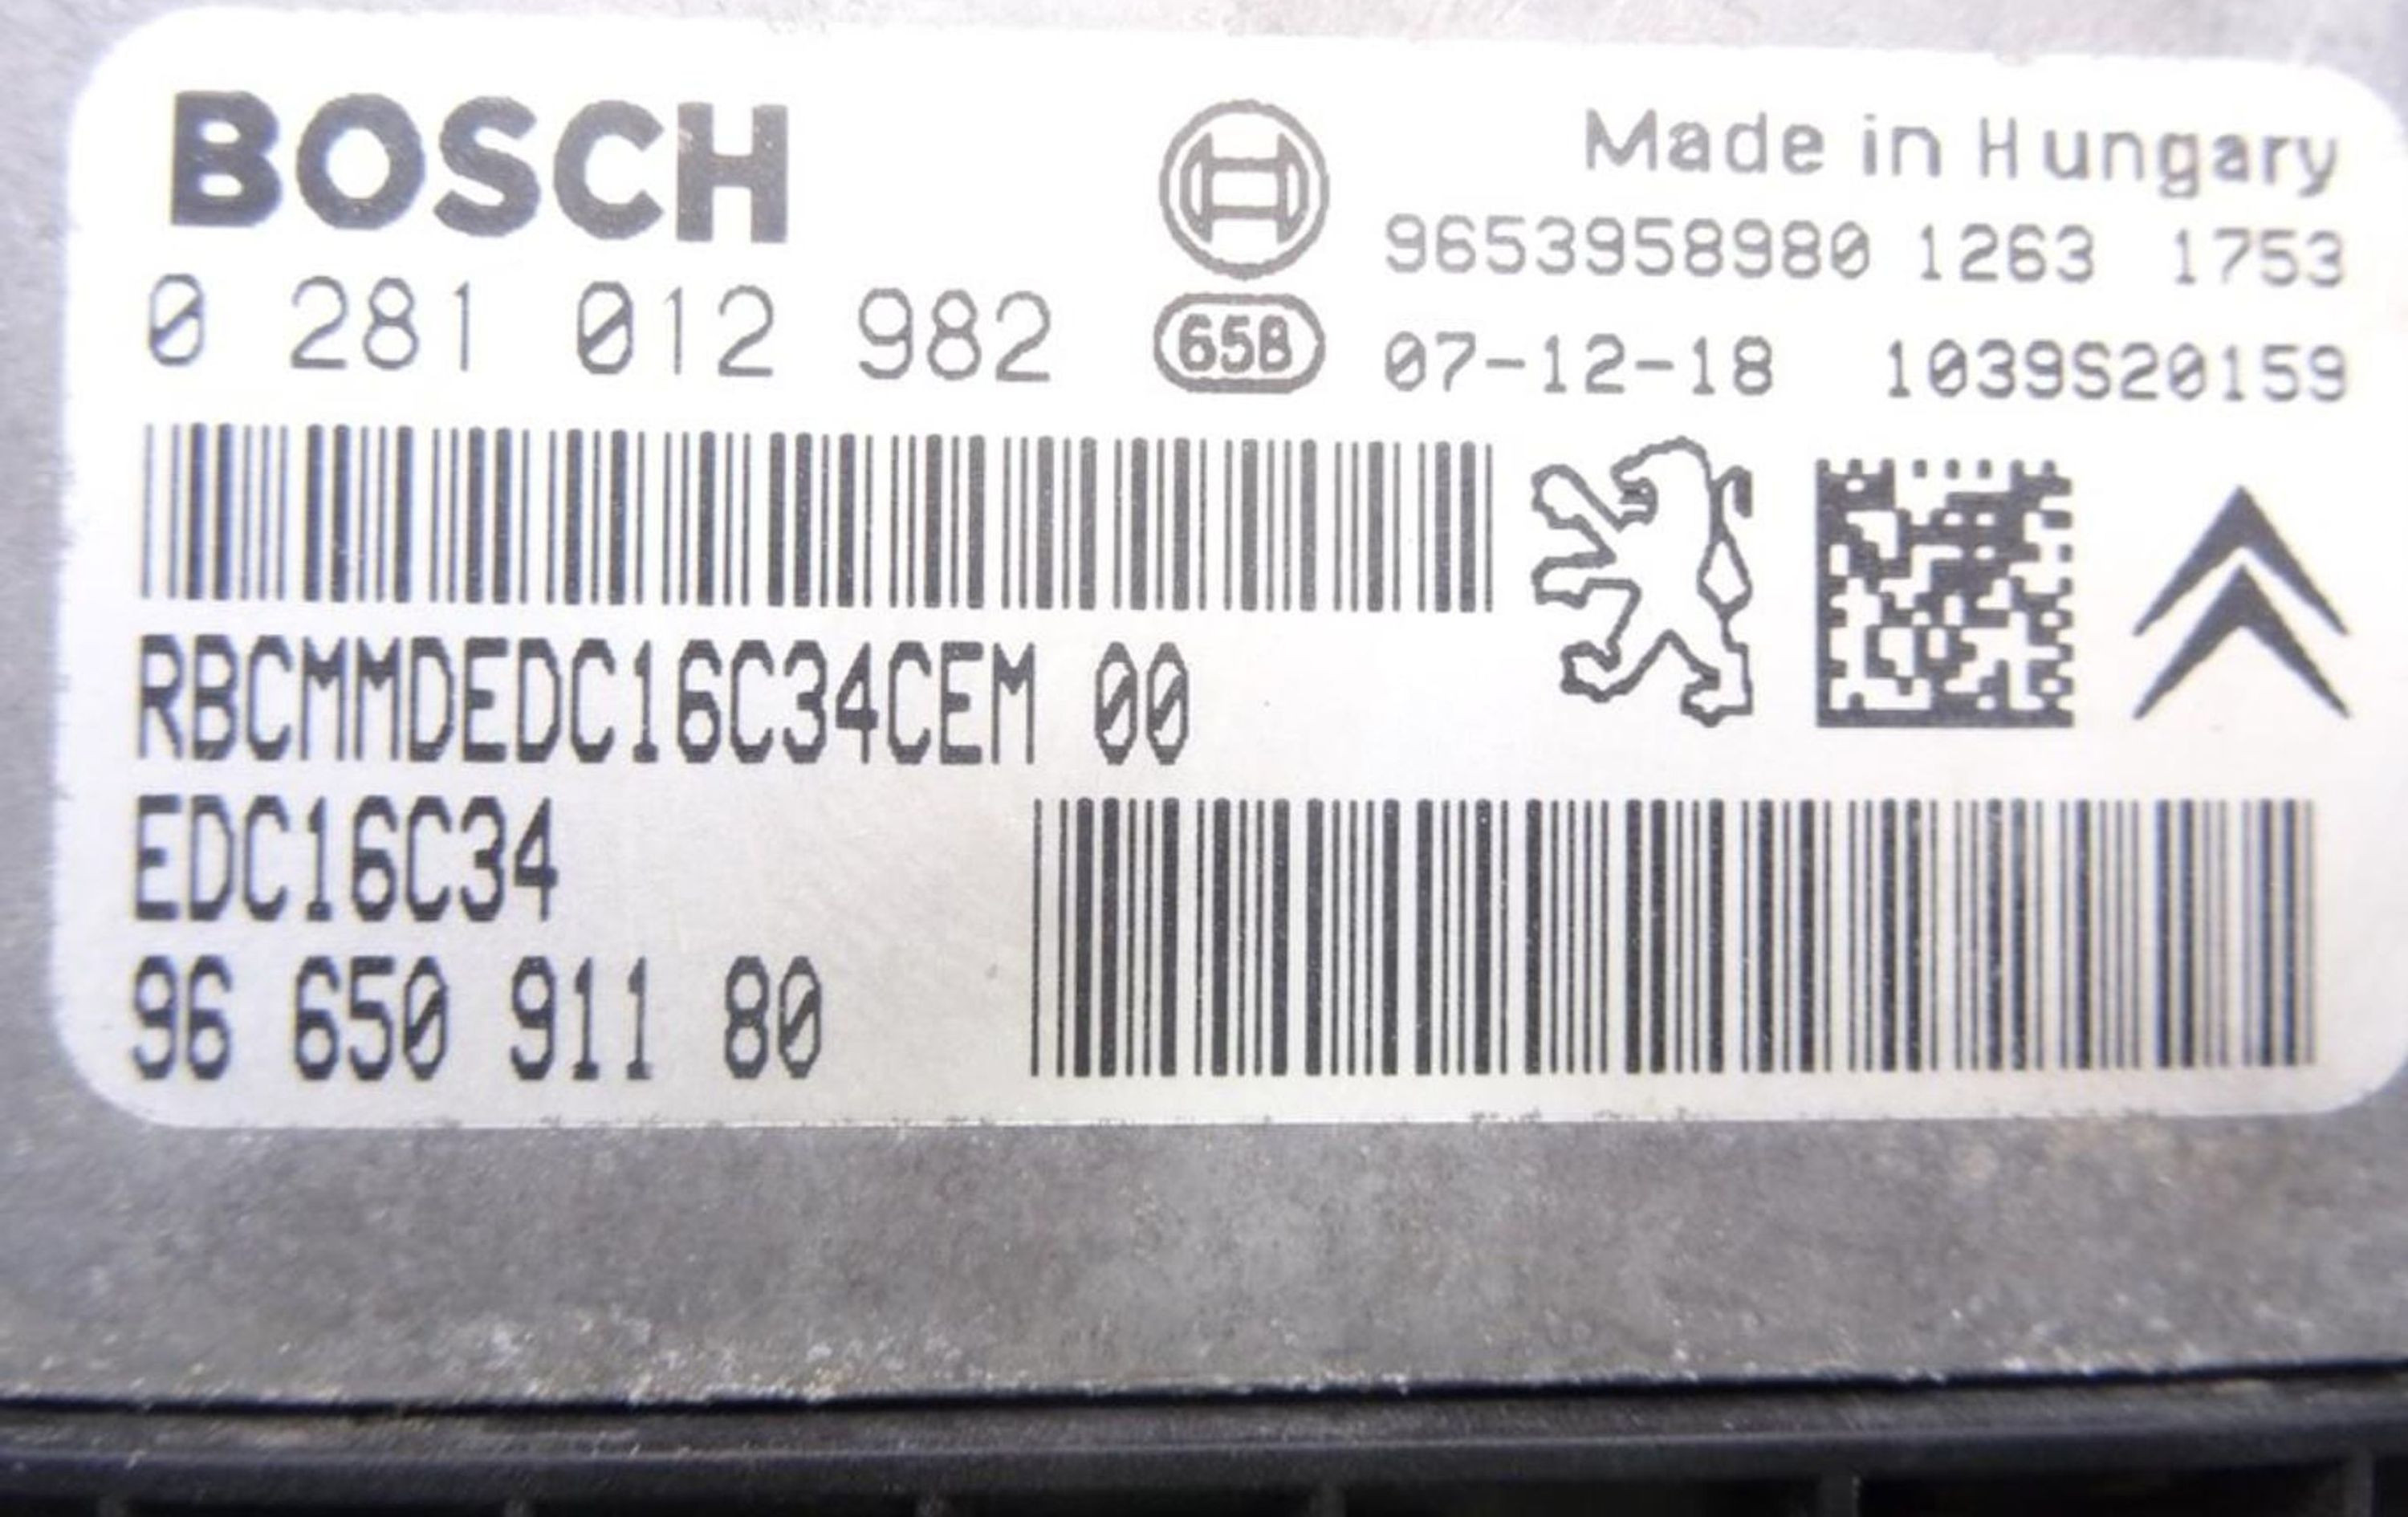 BOSCH
Made in Hungary
9653958980 1263 1753
0 281 012 982
65B
07-12-18 1039S20159
RBCMMDEDC16C34CEM 00
EDC16C34
96 650 911 80